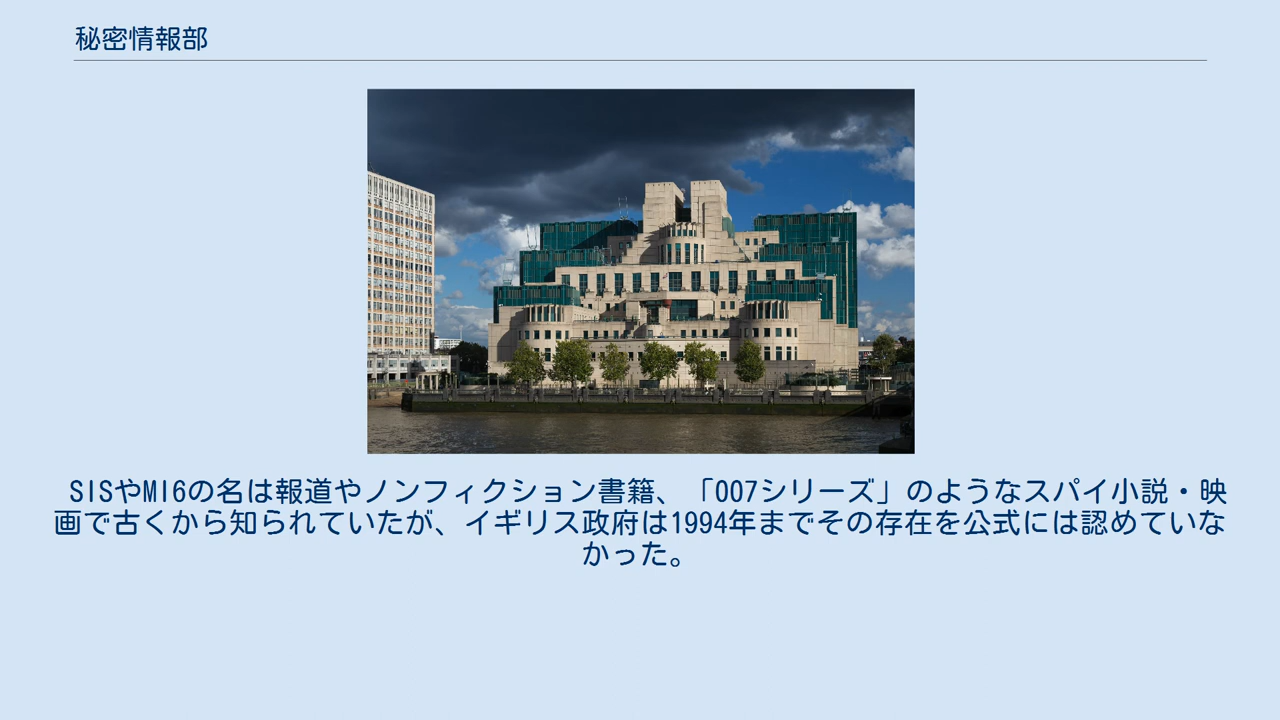 秘密情報部
SISやMI6の名は報道やノンフィクション書籍、「007シリーズ」のようなスパイ小説・映
画で古くから知られていたが、イギリス政府は1994年までその存在を公式には認めていな
かった。